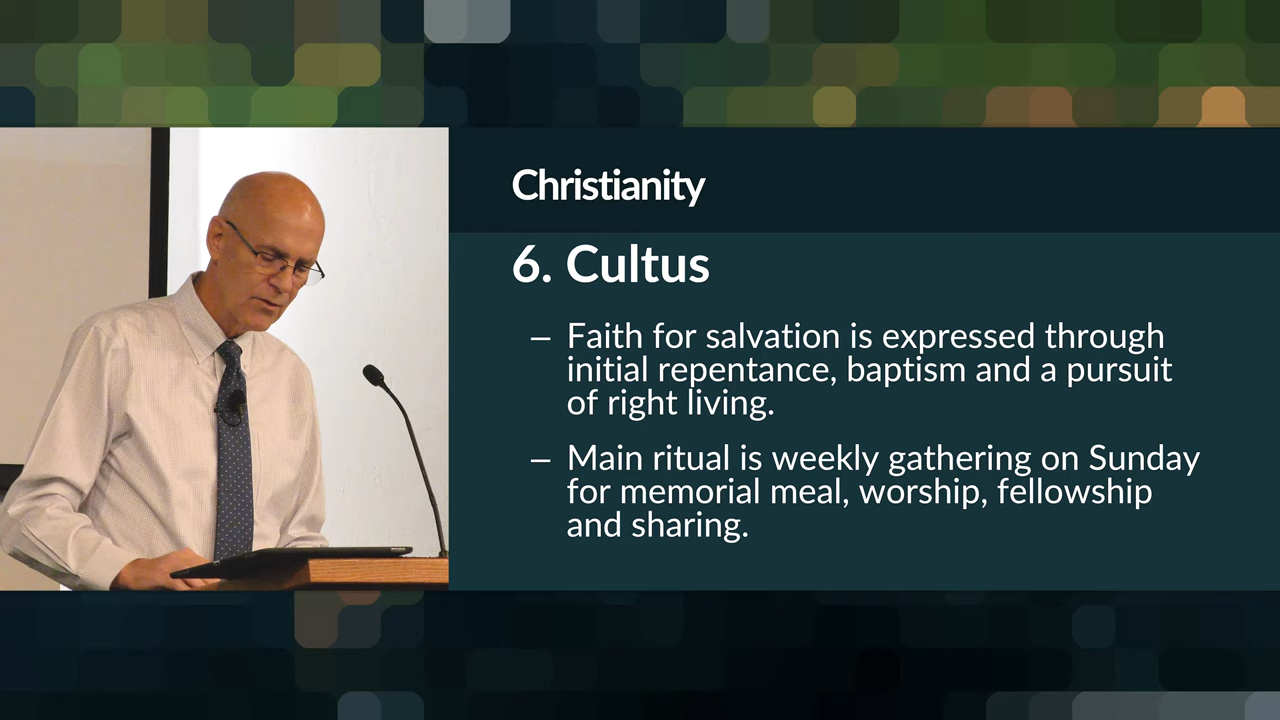 Christianity
6. Cultus
– Faith for salvation is expressed through
initial repentance, baptism and a pursuit
of right living.
– Main ritual is weekly gathering on Sunday
for memorial meal, worship, fellowship
and sharing.